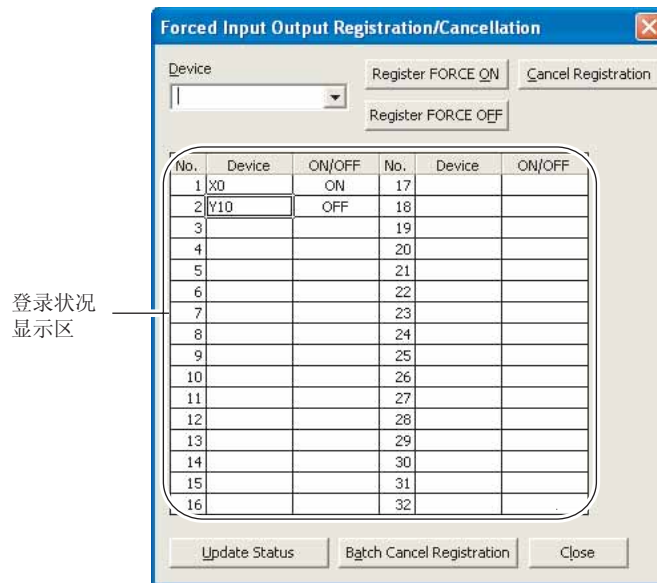 Forced Input Output Registration/Cancellation
Device
Register FORCE ON
Cancel Registration
Register FORCE OFF
No. Device ON/OFF No. Device ON/OFF
1 X0 ON 17
2 Y10 OFF 18
3 19
4 20
5 21
6 22
7 23
8 24
9 25
10 26
11 27
12 28
13 29
14 30
15 31
16 32
登录状况
显示区
Update Status
Batch Cancel Registration
Close